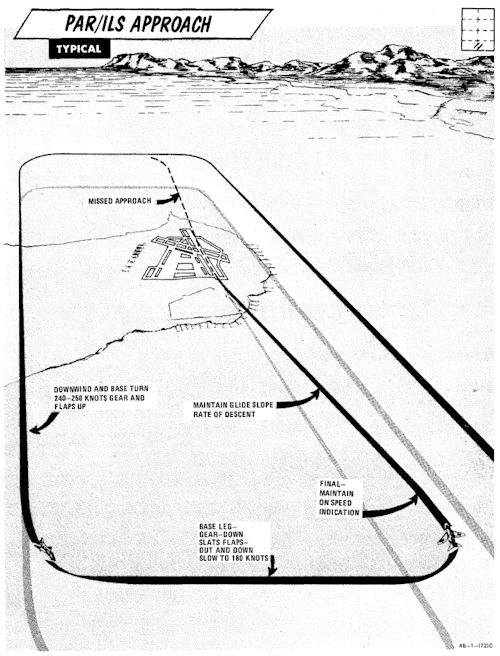 PAR/ILS APPROACH
TYPICAL
MISSED APPROACH
DOWNWIND AND BASE TURN
240–250 KNOTS GEAR AND
FLAPS UP
MAINTAIN GLIDE SLOPE
RATE OF DESCENT
FINAL–
MAINTAIN
ON SPEED
INDICATION
BASE LEG–
GEAR–DOWN
SLATS FLAPS–
OUT AND DOWN
SLOW TO 180 KNOTS
4E–1–(72)C